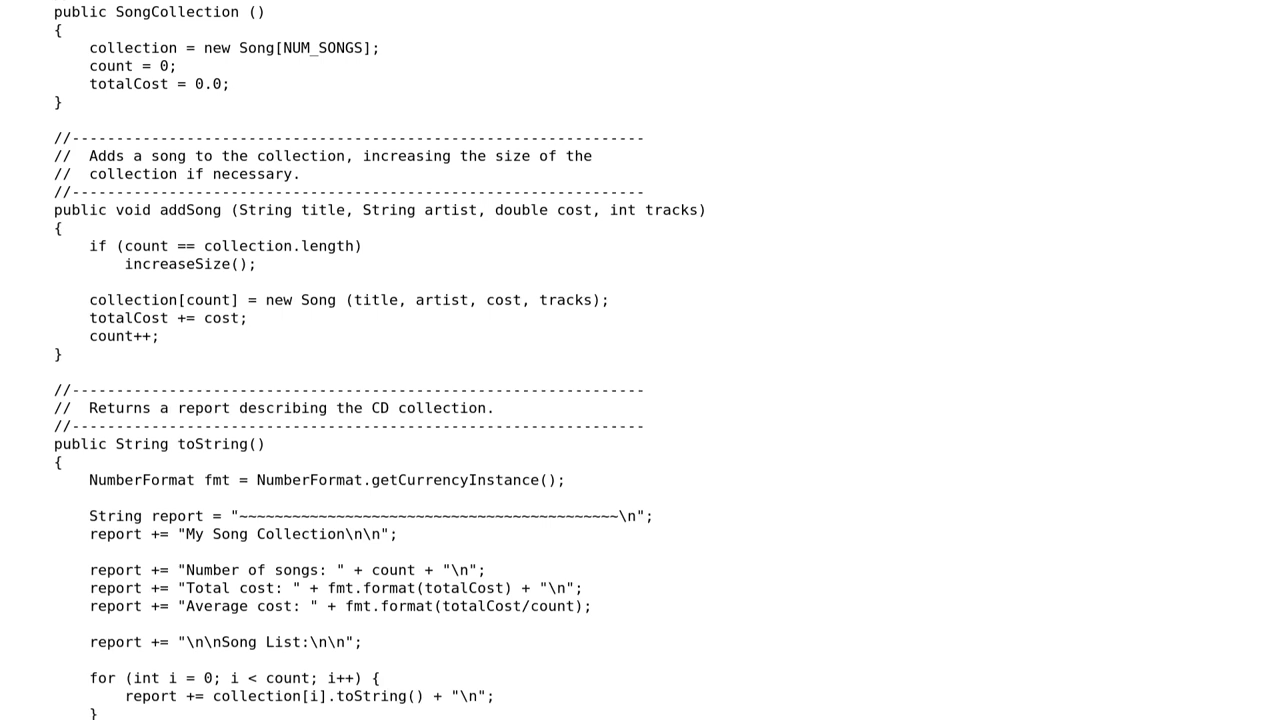 public SongCollection ()
{
    collection = new Song[NUM_SONGS];
    count = 0;
    totalCost = 0.0;
}

//-----------------------------------------------------------------
//  Adds a song to the collection, increasing the size of the
//  collection if necessary.
//-----------------------------------------------------------------
public void addSong (String title, String artist, double cost, int tracks)
{
    if (count == collection.length)
        increaseSize();

    collection[count] = new Song (title, artist, cost, tracks);
    totalCost += cost;
    count++;
}

//-----------------------------------------------------------------
//  Returns a report describing the CD collection.
//-----------------------------------------------------------------
public String toString()
{
    NumberFormat fmt = NumberFormat.getCurrencyInstance();

    String report = "~~~~~~~~~~~~~~~~~~~~~~~~~~~~~~~~~~~~~~~~~~~\n";
    report += "My Song Collection\n\n";

    report += "Number of songs: " + count + "\n";
    report += "Total cost: " + fmt.format(totalCost) + "\n";
    report += "Average cost: " + fmt.format(totalCost/count);

    report += "\n\nSong List:\n\n";

    for (int i = 0; i < count; i++) {
        report += collection[i].toString() + "\n";
    }